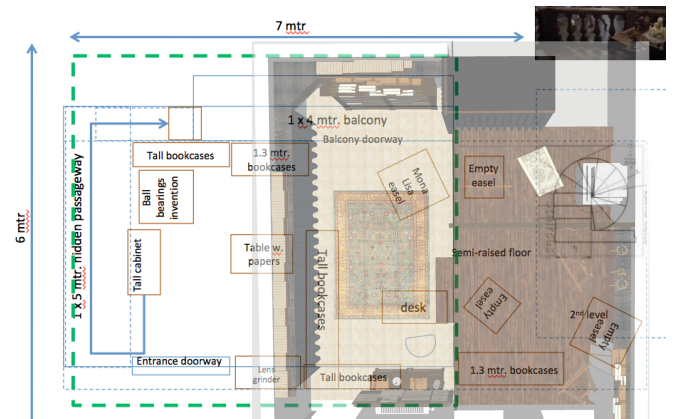 7 mtr
6 mtr
1 x 5 mtr. hidden passageway
1 x 4 mtr. balcony
Balcony doorway
Tall bookcases
1.3 mtr.
bookcases
Mona
Lisa
easel
Empty
easel
Ball
bearings
invention
Tall cabinet
Table w.
papers
Tall bookcases
Semi-raised floor
desk
Empty
easel
2nd level
Empty
easel
Entrance doorway
Lens
grinder
Tall bookcases
1.3 mtr. bookcases